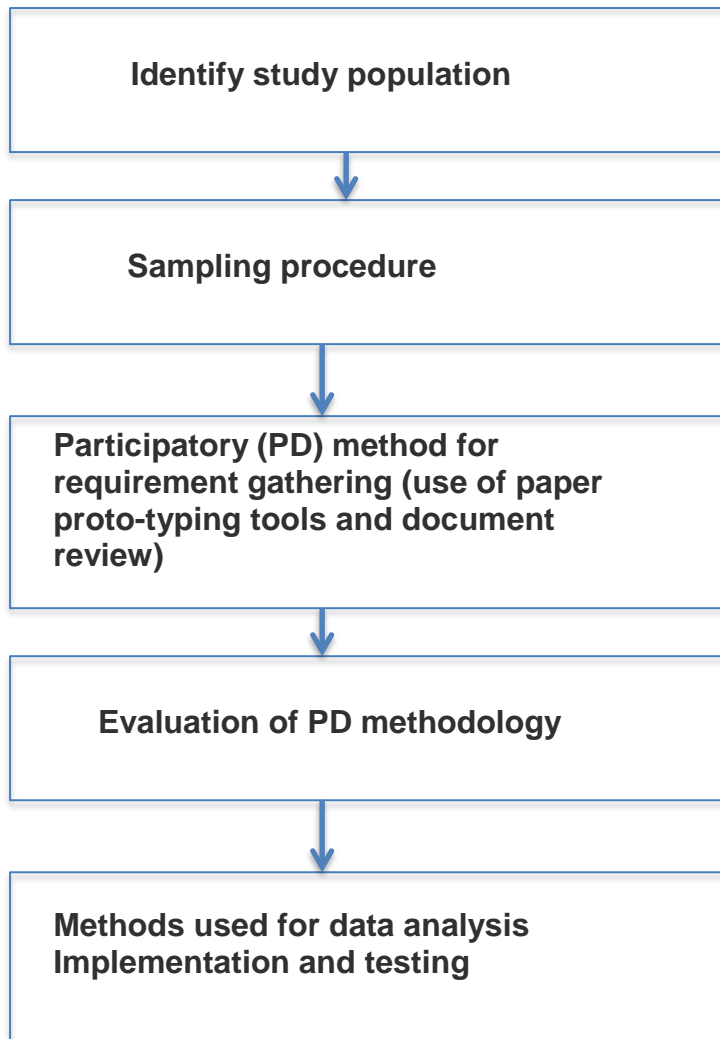 Identify study population
Sampling procedure
Participatory (PD) method for
requirement gathering (use of paper
proto-typing tools and document
review)
Evaluation of PD methodology
Methods used for data analysis
Implementation and testing